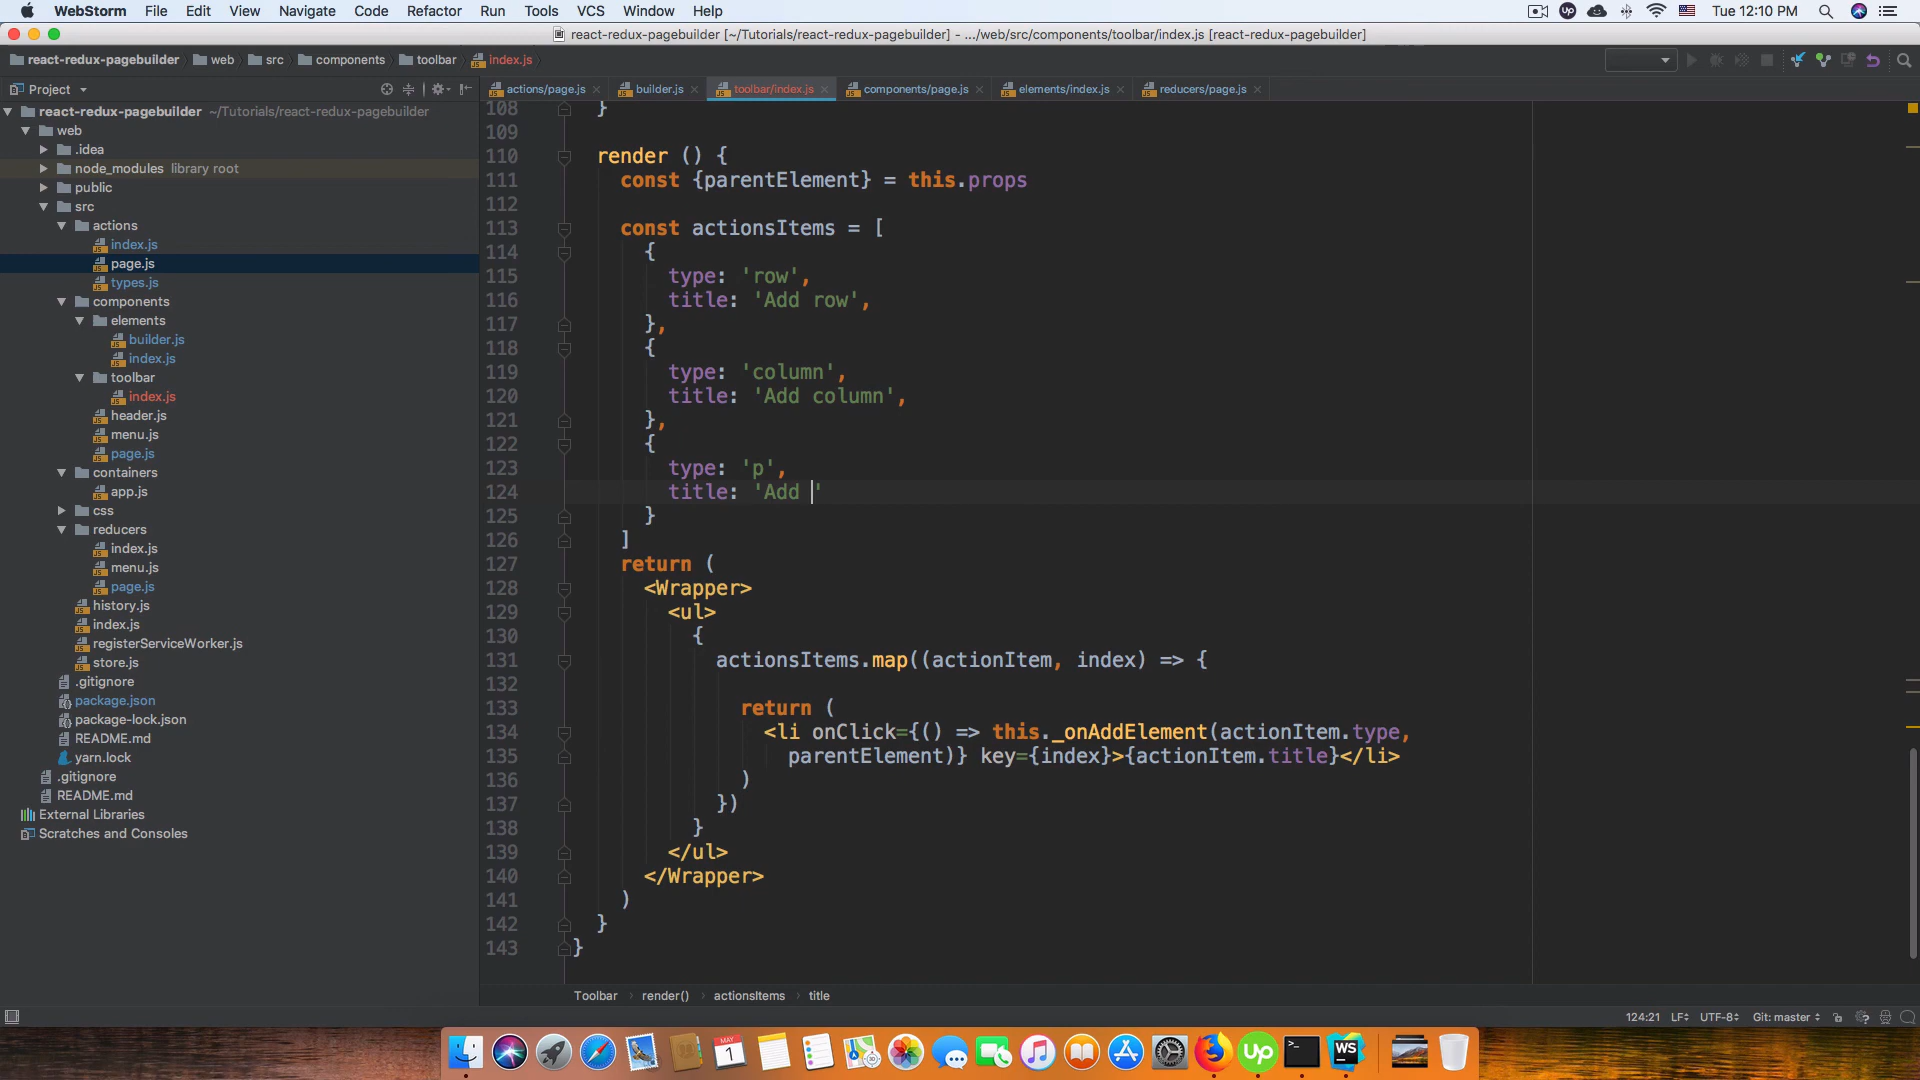 WebStorm File Edit View Navigate Code Refactor Run Tools VCS Window Help Tue 12:10 PM
react-redux-pagebuilder [~/Tutorials/react-redux-pagebuilder] - .../web/src/components/toolbar/index.js [react-redux-pagebuilder]
react-redux-pagebuilder web src components toolbar index.js
Project actions/page.js builder.js toolbar/index.js components/page.js elements/index.js reducers/page.js
react-redux-pagebuilder ~/Tutorials/react-redux-pagebuilder
web
.idea
node_modules library root
public
src
actions
index.js
page.js
types.js
components
elements
builder.js
index.js
toolbar
index.js
header.js
menu.js
page.js
containers
app.js
css
reducers
index.js
menu.js
page.js
history.js
index.js
registerServiceWorker.js
store.js
.gitignore
package.json
package-lock.json
README.md
yarn.lock
.gitignore
README.md
External Libraries
Scratches and Consoles
108 }
109
110 render () {
111 const {parentElement} = this.props
112
113 const actionsItems = [
114 {
115 type: 'row',
116 title: 'Add row',
117 },
118 {
119 type: 'column',
120 title: 'Add column',
121 },
122 {
123 type: 'p',
124 title: 'Add '
125 }
126 ]
127 return (
128 <Wrapper>
129 <ul>
130 {
131 actionsItems.map((actionItem, index) => {
132
133 return (
134 <li onClick={() => this._onAddElement(actionItem.type,
135 parentElement)} key={index}>{actionItem.title}</li>
136 )
137 })
138 }
139 </ul>
140 </Wrapper>
141 )
142 }
143 }
Toolbar render() actionsItems title
124:21 LF UTF-8 Git: master
MAY
1
Up
>_
WS